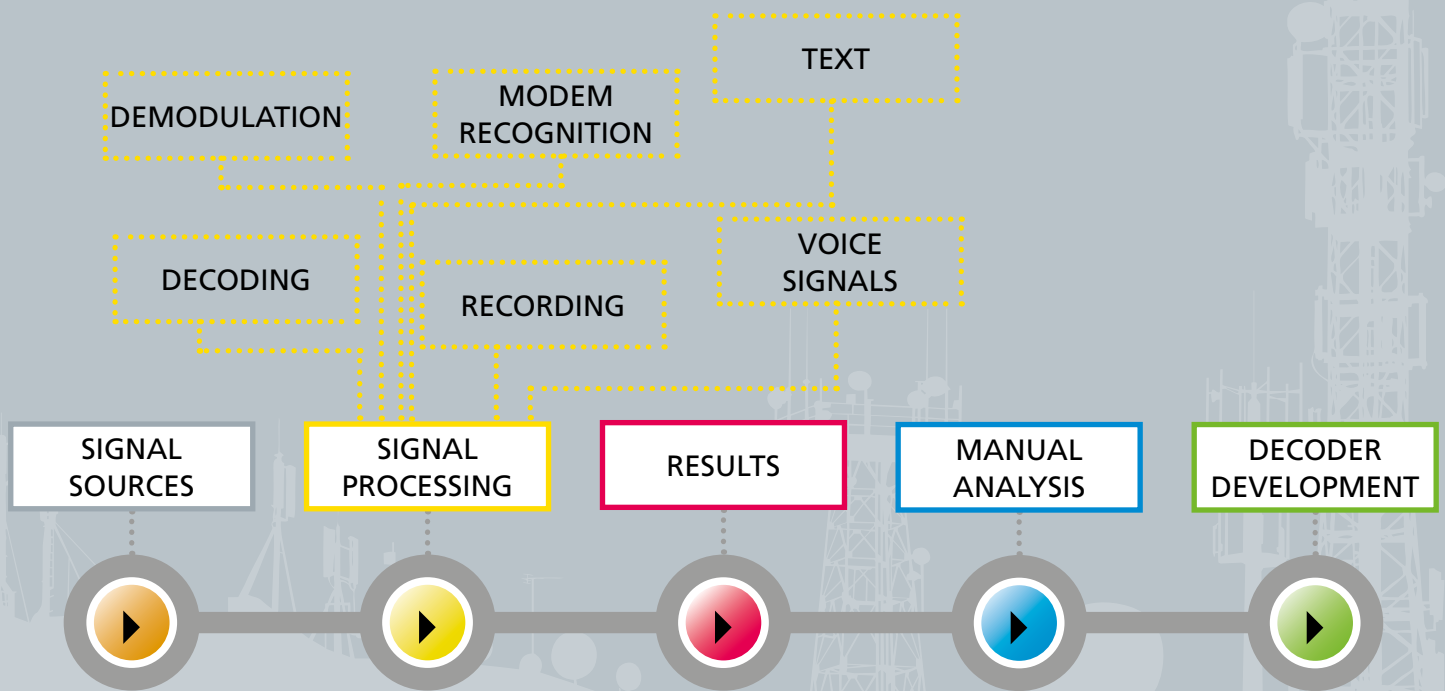 TEXT
DEMODULATION
MODEM
RECOGNITION
VOICE
SIGNALS
DECODING
RECORDING
SIGNAL
SOURCES
SIGNAL
PROCESSING
RESULTS
MANUAL
ANALYSIS
DECODER
DEVELOPMENT